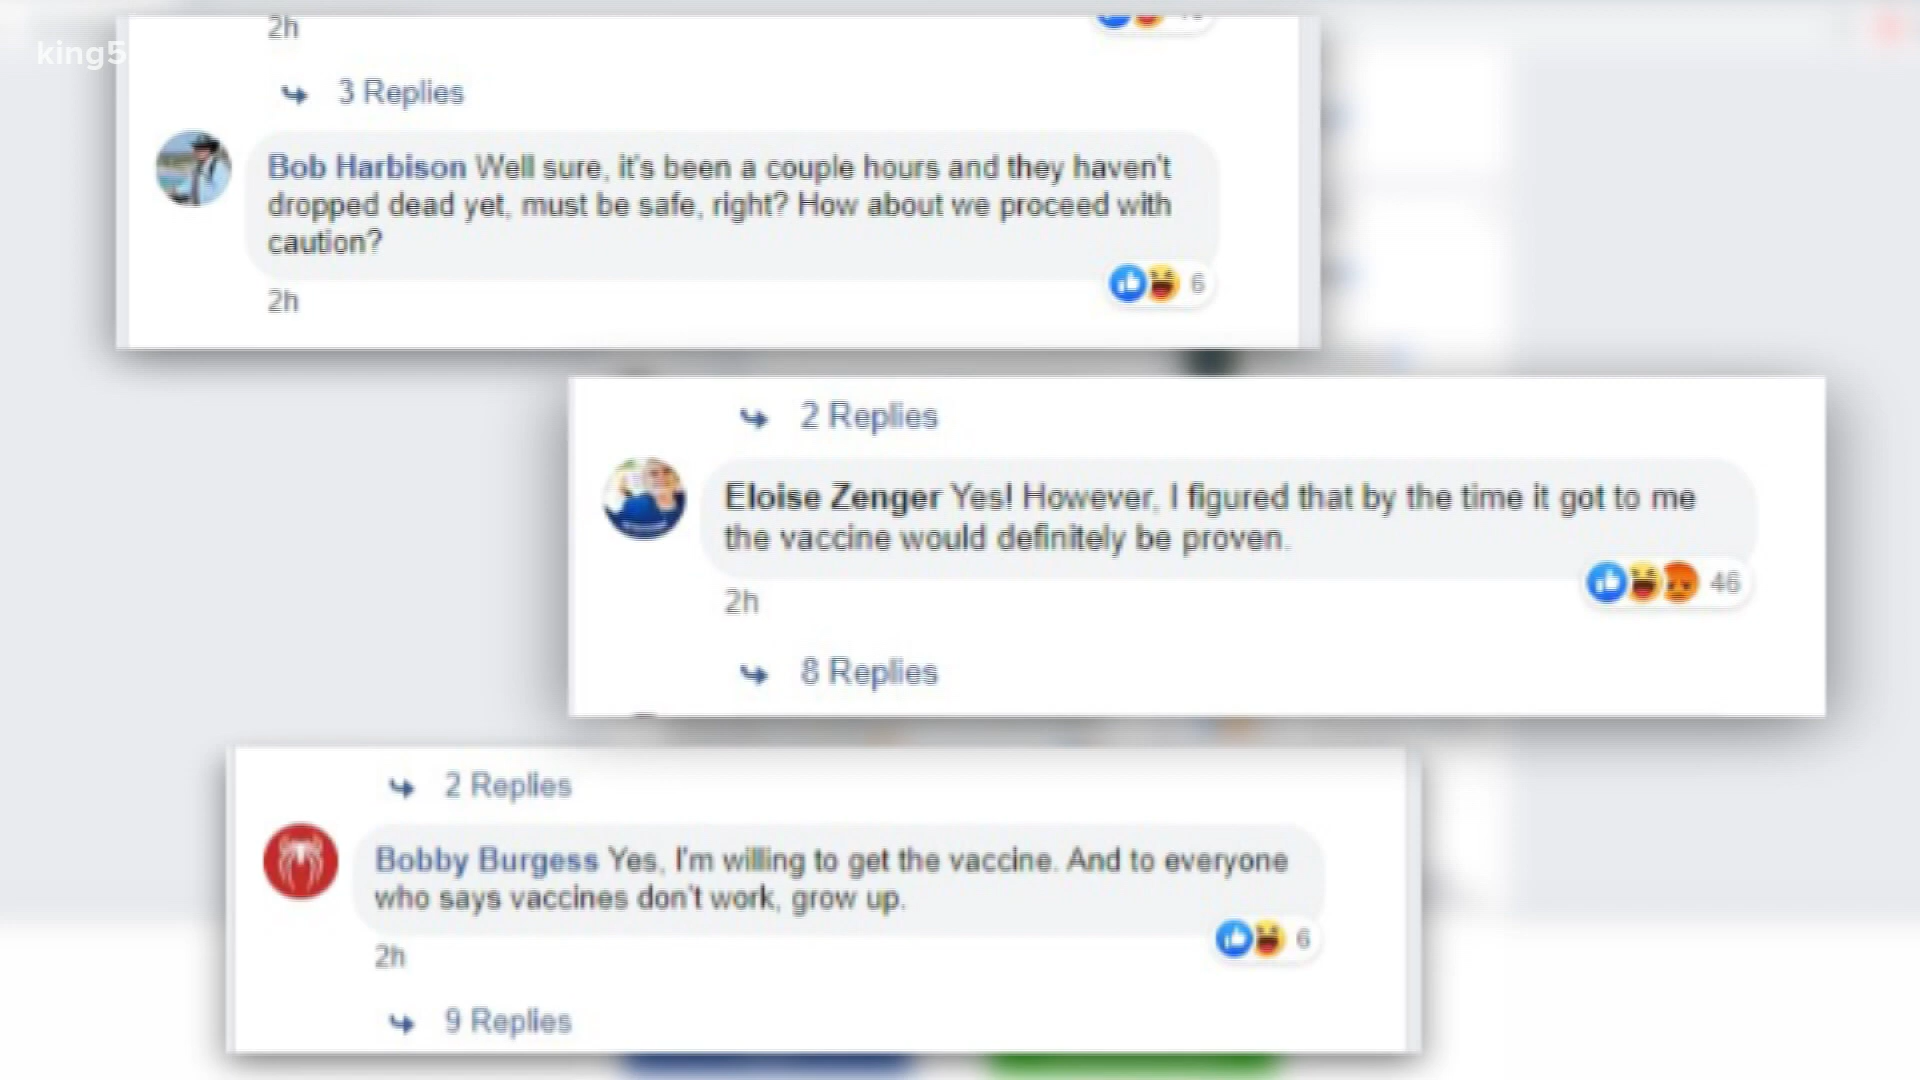 2h
king5
3 Replies
Bob Harbison Well sure, it's been a couple hours and they haven't
dropped dead yet, must be safe, right? How about we proceed with
caution?
6
2h
2 Replies
Eloise Zenger Yes! However, I figured that by the time it got to me
the vaccine would definitely be proven.
46
2h
8 Replies
2 Replies
Bobby Burgess Yes, I'm willing to get the vaccine. And to everyone
who says vaccines don't work, grow up.
6
2h
9 Replies